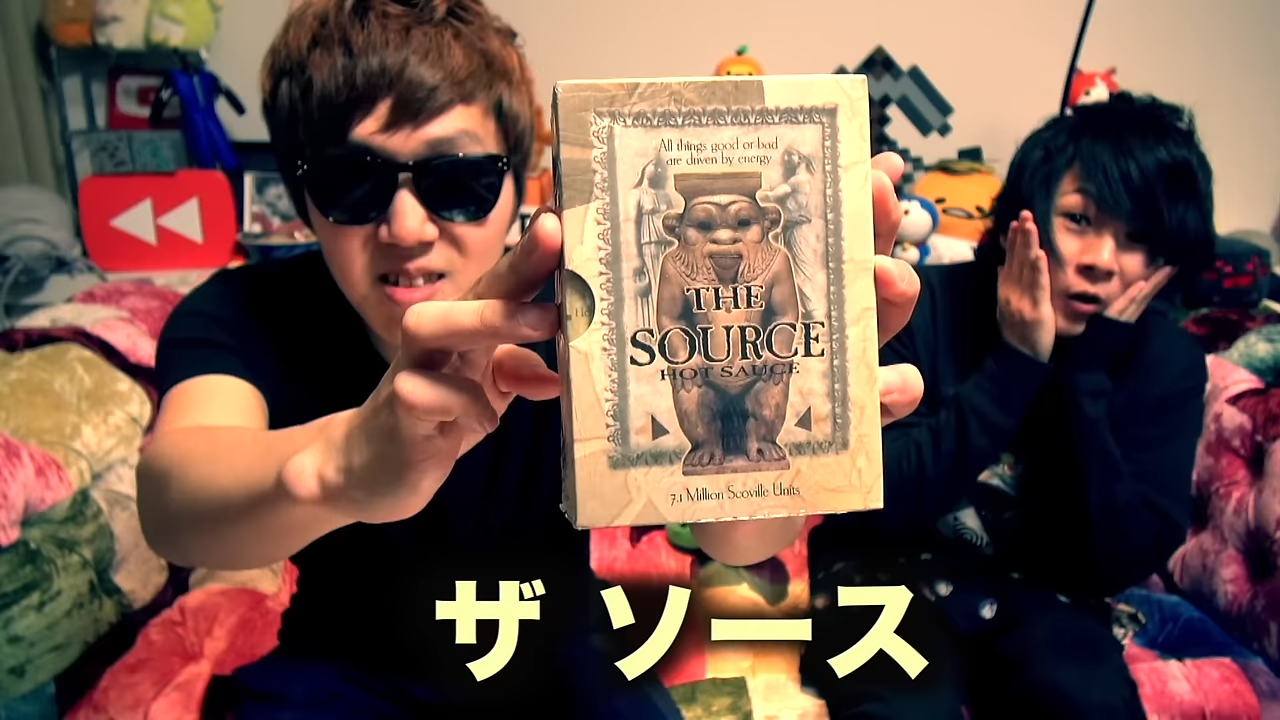 All things good or bad
are driven by energy
THE
SOURCE
HOT SAUCE
7.1 Million Scoville Units
ザ ソース